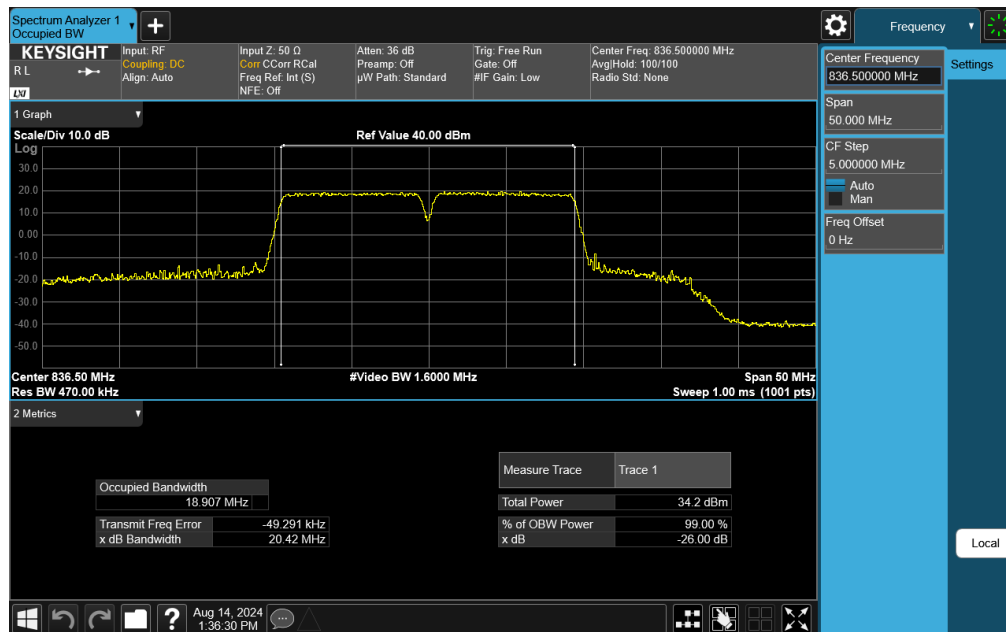 Spectrum Analyzer 1
Occupied BW
+
Frequency
KEYSIGHT
R L
LXI
Input: RF
Coupling: DC
Align: Auto
Input Z: 50 Ω
Corr CCorr RCal
Freq Ref: Int (S)
NFE: Off
Atten: 36 dB
Preamp: Off
µW Path: Standard
Trig: Free Run
Gate: Off
#IF Gain: Low
Center Freq: 836.500000 MHz
Avg|Hold: 100/100
Radio Std: None
Center Frequency
836.500000 MHz
Settings
Span
50.000 MHz
CF Step
5.000000 MHz
Auto
Man
Freq Offset
0 Hz
Local
1 Graph
Scale/Div 10.0 dB
Ref Value 40.00 dBm
Log
30.0
20.0
10.0
0.00
-10.0
-20.0
-30.0
-40.0
-50.0
Center 836.50 MHz
#Video BW 1.6000 MHz
Span 50 MHz
Res BW 470.00 kHz
Sweep 1.00 ms (1001 pts)
2 Metrics
Occupied Bandwidth
18.907 MHz
Transmit Freq Error -49.291 kHz
x dB Bandwidth 20.42 MHz
Measure Trace Trace 1
Total Power 34.2 dBm
% of OBW Power 99.00 %
x dB -26.00 dB
?
Aug 14, 2024
1:36:30 PM